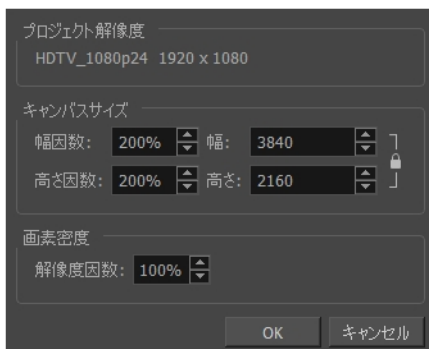 プロジェクト解像度
HDTV_1080p24 1920 x 1080
キャンバスサイズ
幅因数: 200% 幅: 3840
高さ因数: 200% 高さ: 2160
画素密度
解像度因数: 100%
OK キャンセル